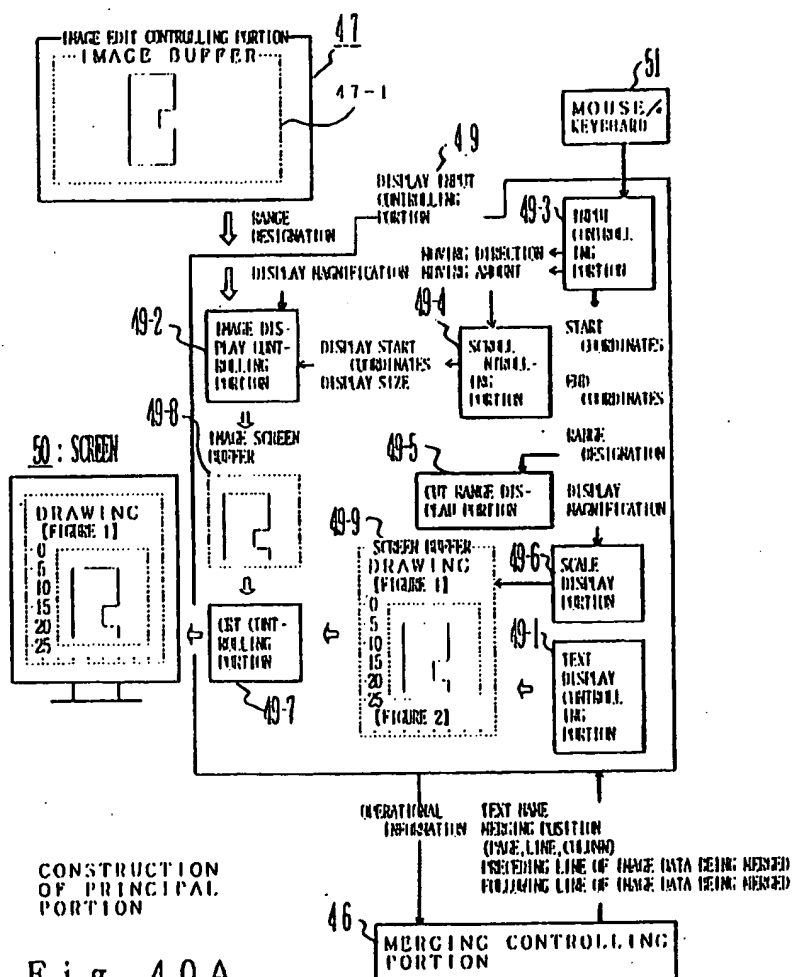 IMAGE EDIT CONTROLLING PORTION
47
IMAGE BUFFER
47-1
51
MOUSE/
KEYBOARD
49
DISPLAY INPUT
CONTROLLING
PORTION
49-3
INPUT
CONTROLL
ING
PORTION
RANGE
DESIGNATION
MOVING DIRECTION
MOVING AMOUNT
DISPLAY MAGNIFICATION
49-2
IMAGE DIS-
PLAY CONT-
ROLLING
PORTION
49-4
SCROLL
NTROLL-
ING
PORTION
DISPLAY START
COORDINATES
DISPLAY SIZE
START
COORDINATES
END
COORDINATES
49-8
IMAGE SCREEN
BUFFER
RANGE
DESIGNATION
49-5
CUT RANGE DIS-
PORTION
DISPLAY
MAGNIFICATION
50 : SCREEN
DRAWING
[FIGURE 1]
0
5
10
15
20
25
49-9
SCREEN BUFFER
DRAWING
[FIGURE 1]
0
5
10
15
20
25
[FIGURE 2]
49-6
SCALE
DISPLAY
PORTION
49-1
TEXT
DISPLAY
CONTROLL
ING
PORTION
CRT CONT-
ROLLING
PORTION
49-7
OPERATIONAL
INFORMATION
TEXT NAME
MERGING POSITION
(PAGE, LINE, COLUMN)
PRECEDING LINE OF IMAGE DATA BEING MERGED
FOLLOWING LINE OF IMAGE DATA BEING MERGED
CONSTRUCTION
OF PRINCIPAL
PORTION
46
MERGING CONTROLLING
PORTION
Fig. 40A